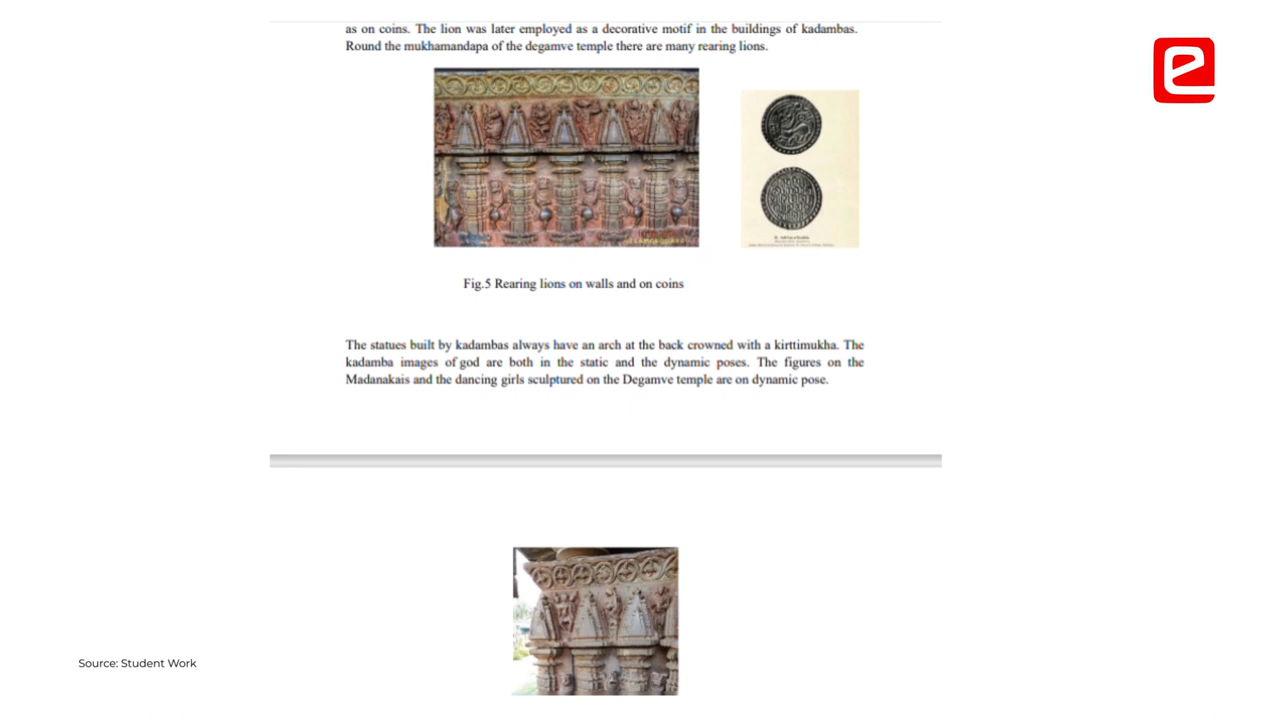 as on coins. The lion was later employed as a decorative motif in the buildings of kadambas.
Round the mukhamandapa of the degamve temple there are many rearing lions.
Fig.5 Rearing lions on walls and on coins
The statues built by kadambas always have an arch at the back crowned with a kirttimukha. The
kadamba images of god are both in the static and the dynamic poses. The figures on the
Madanakais and the dancing girls sculptured on the Degamve temple are on dynamic pose.
Source: Student Work